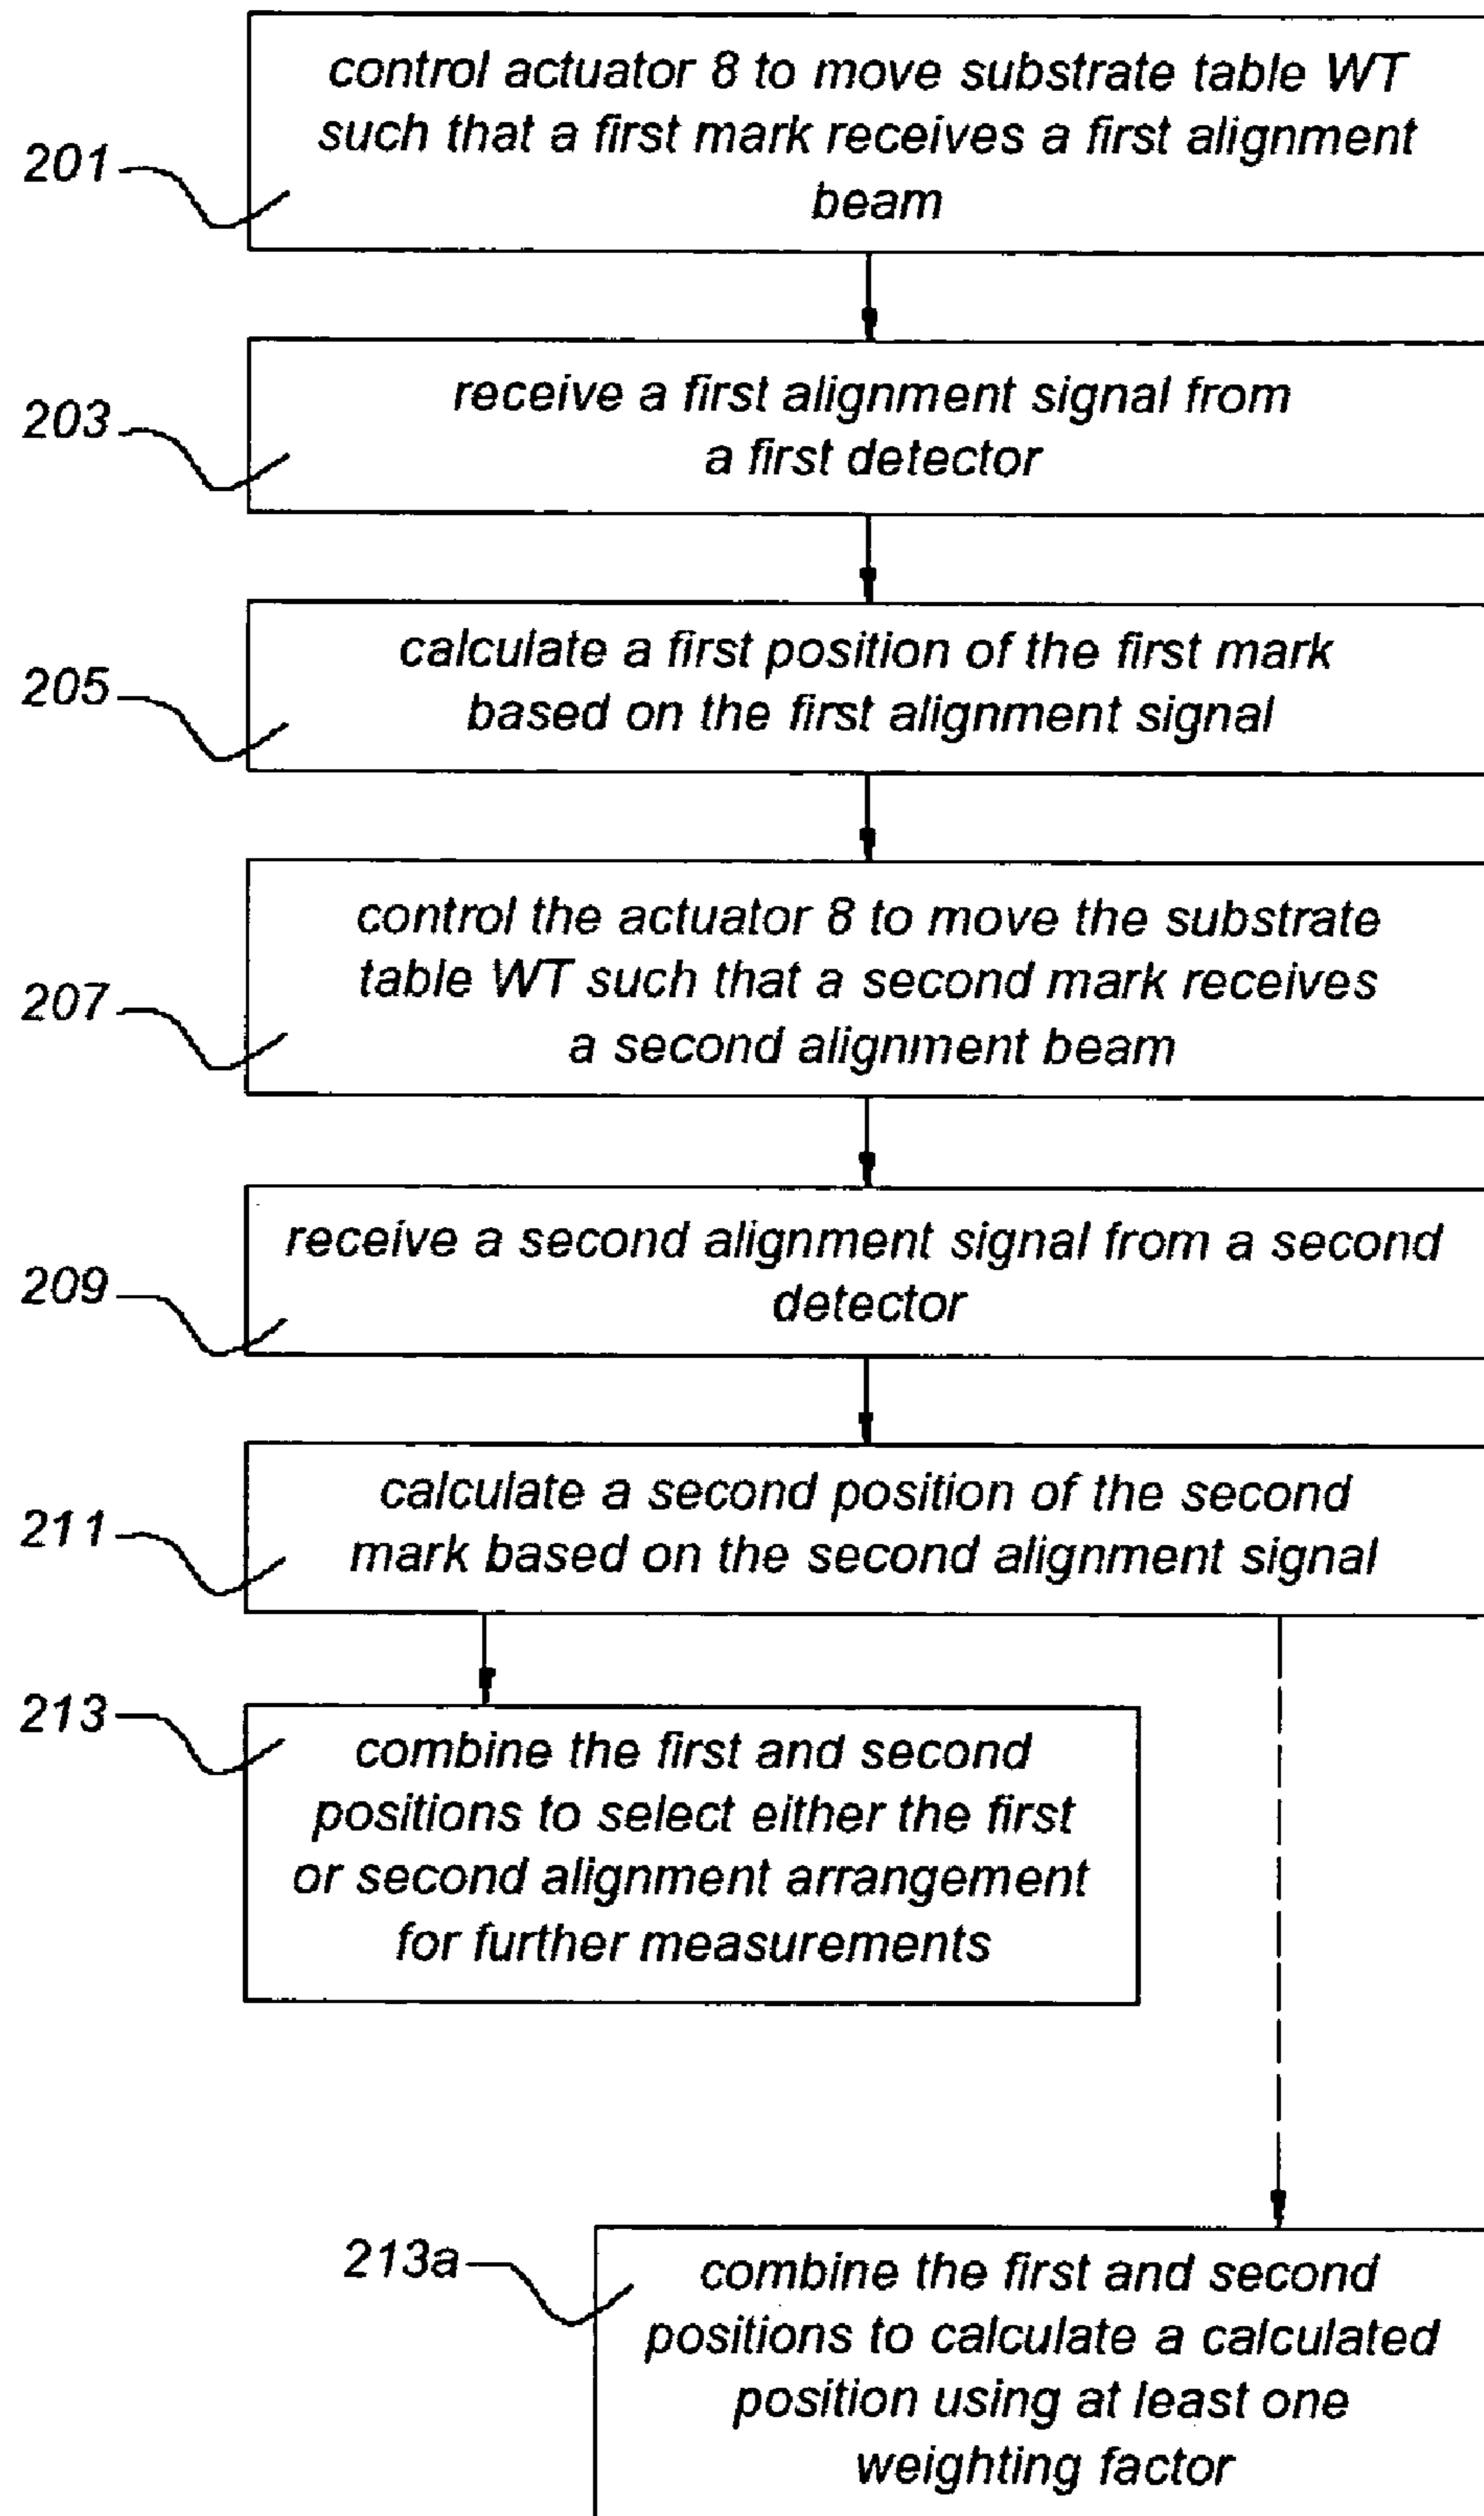 control actuator 8 to move substrate table WT
such that a first mark receives a first alignment
beam
201
receive a first alignment signal from
a first detector
203
calculate a first position of the first mark
based on the first alignment signal
205
control the actuator 8 to move the substrate
table WT such that a second mark receives
a second alignment beam
207
receive a second alignment signal from a second
detector
209
calculate a second position of the second
mark based on the second alignment signal
211
213
combine the first and second
positions to select either the first
or second alignment arrangement
for further measurements
213a
combine the first and second
positions to calculate a calculated
position using at least one
weighting factor